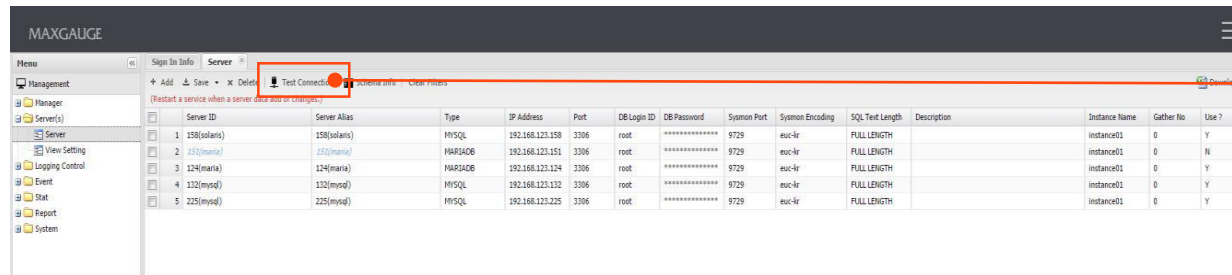 MAXGAUGE
Menu
Sign In Info Server
Management
+ Add Save x Delete Test Connection Schema Info Clear Filters
(Restart a service when a server data add or changes.)
Manager
Server(s)
Server
View Setting
Logging Control
Event
Stat
Report
System
Server ID Server Alias Type IP Address Port DB Login ID DB Password Sysmon Port Sysmon Encoding SQL Text Length Description Instance Name Gather No Use ?
1 158(solaris) 158(solaris) MYSQL 192.168.123.158 3306 root ************** 9729 euc-kr FULL LENGTH instance01 0 Y
2 151(maria) 151(maria) MARIADB 192.168.123.151 3306 root ************** 9729 euc-kr FULL LENGTH instance01 0 N
3 124(maria) 124(maria) MARIADB 192.168.123.124 3306 root ************** 9729 euc-kr FULL LENGTH instance01 0 Y
4 132(mysql) 132(mysql) MYSQL 192.168.123.132 3306 root ************** 9729 euc-kr FULL LENGTH instance01 0 Y
5 225(mysql) 225(mysql) MYSQL 192.168.123.225 3306 root ************** 9729 euc-kr FULL LENGTH instance01 0 Y